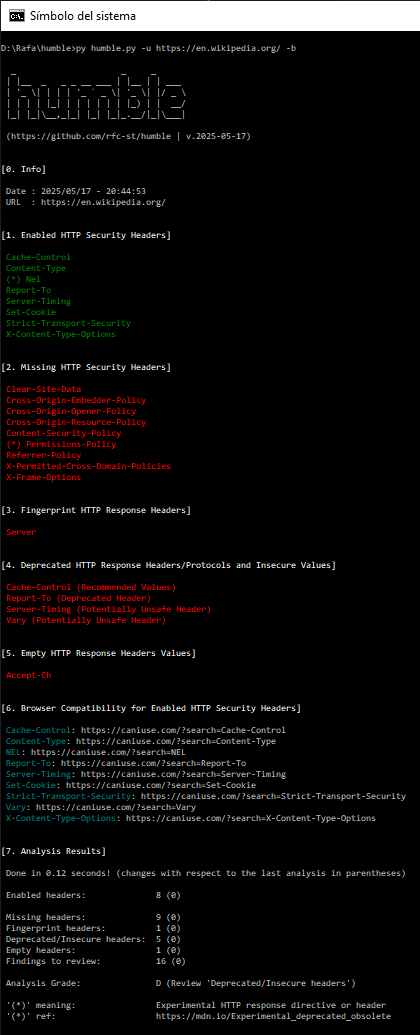 Símbolo del sistema
D:\Rafa\humble>py humble.py -u https://en.wikipedia.org/ -b
humble
(https://github.com/rfc-st/humble | v.2025-05-17)
[0. Info]
Date : 2025/05/17 - 20:44:53
URL : https://en.wikipedia.org/
[1. Enabled HTTP Security Headers]
Cache-Control
Content-Type
(*) Nel
Report-To
Server-Timing
Set-Cookie
Strict-Transport-Security
X-Content-Type-Options
[2. Missing HTTP Security Headers]
Clear-Site-Data
Cross-Origin-Embedder-Policy
Cross-Origin-Opener-Policy
Cross-Origin-Resource-Policy
Content-Security-Policy
(*) Permissions-Policy
Referrer-Policy
X-Permitted-Cross-Domain-Policies
X-Frame-Options
[3. Fingerprint HTTP Response Headers]
Server
[4. Deprecated HTTP Response Headers/Protocols and Insecure Values]
Cache-Control (Recommended Values)
Report-To (Deprecated Header)
Server-Timing (Potentially Unsafe Header)
Vary (Potentially Unsafe Header)
[5. Empty HTTP Response Headers Values]
Accept-Ch
[6. Browser Compatibility for Enabled HTTP Security Headers]
Cache-Control: https://caniuse.com/?search=Cache-Control
Content-Type: https://caniuse.com/?search=Content-Type
NEL: https://caniuse.com/?search=NEL
Report-To: https://caniuse.com/?search=Report-To
Server-Timing: https://caniuse.com/?search=Server-Timing
Set-Cookie: https://caniuse.com/?search=Set-Cookie
Strict-Transport-Security: https://caniuse.com/?search=Strict-Transport-Security
Vary: https://caniuse.com/?search=Vary
X-Content-Type-Options: https://caniuse.com/?search=X-Content-Type-Options
[7. Analysis Results]
Done in 0.12 seconds! (changes with respect to the last analysis in parentheses)
Enabled headers: 8 (0)
Missing headers: 9 (0)
Fingerprint headers: 1 (0)
Deprecated/Insecure headers: 5 (0)
Empty headers: 1 (0)
Findings to review: 16 (0)
Analysis Grade: D (Review 'Deprecated/Insecure headers')
'(*)' meaning: Experimental HTTP response directive or header
'(*)' ref: https://mdn.io/Experimental_deprecated_obsolete